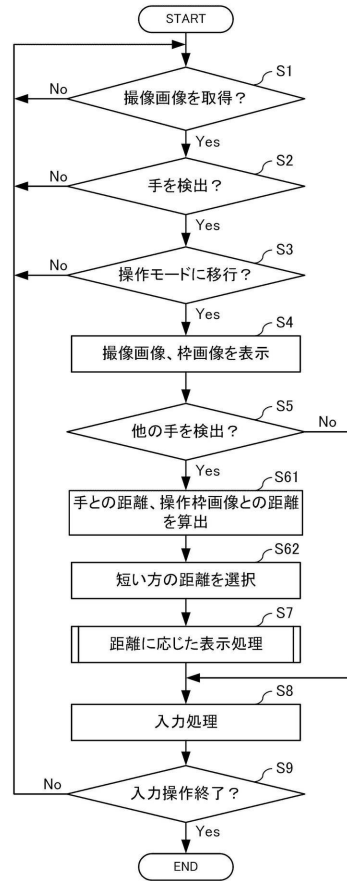 START
S1
撮像画像を取得？
No
Yes
S2
手を検出？
No
Yes
S3
操作モードに移行？
No
Yes
S4
撮像画像、枠画像を表示
S5
他の手を検出？
No
Yes
S61
手との距離、操作枠画像との距離
を算出
S62
短い方の距離を選択
S7
距離に応じた表示処理
S8
入力処理
S9
入力操作終了？
No
Yes
END